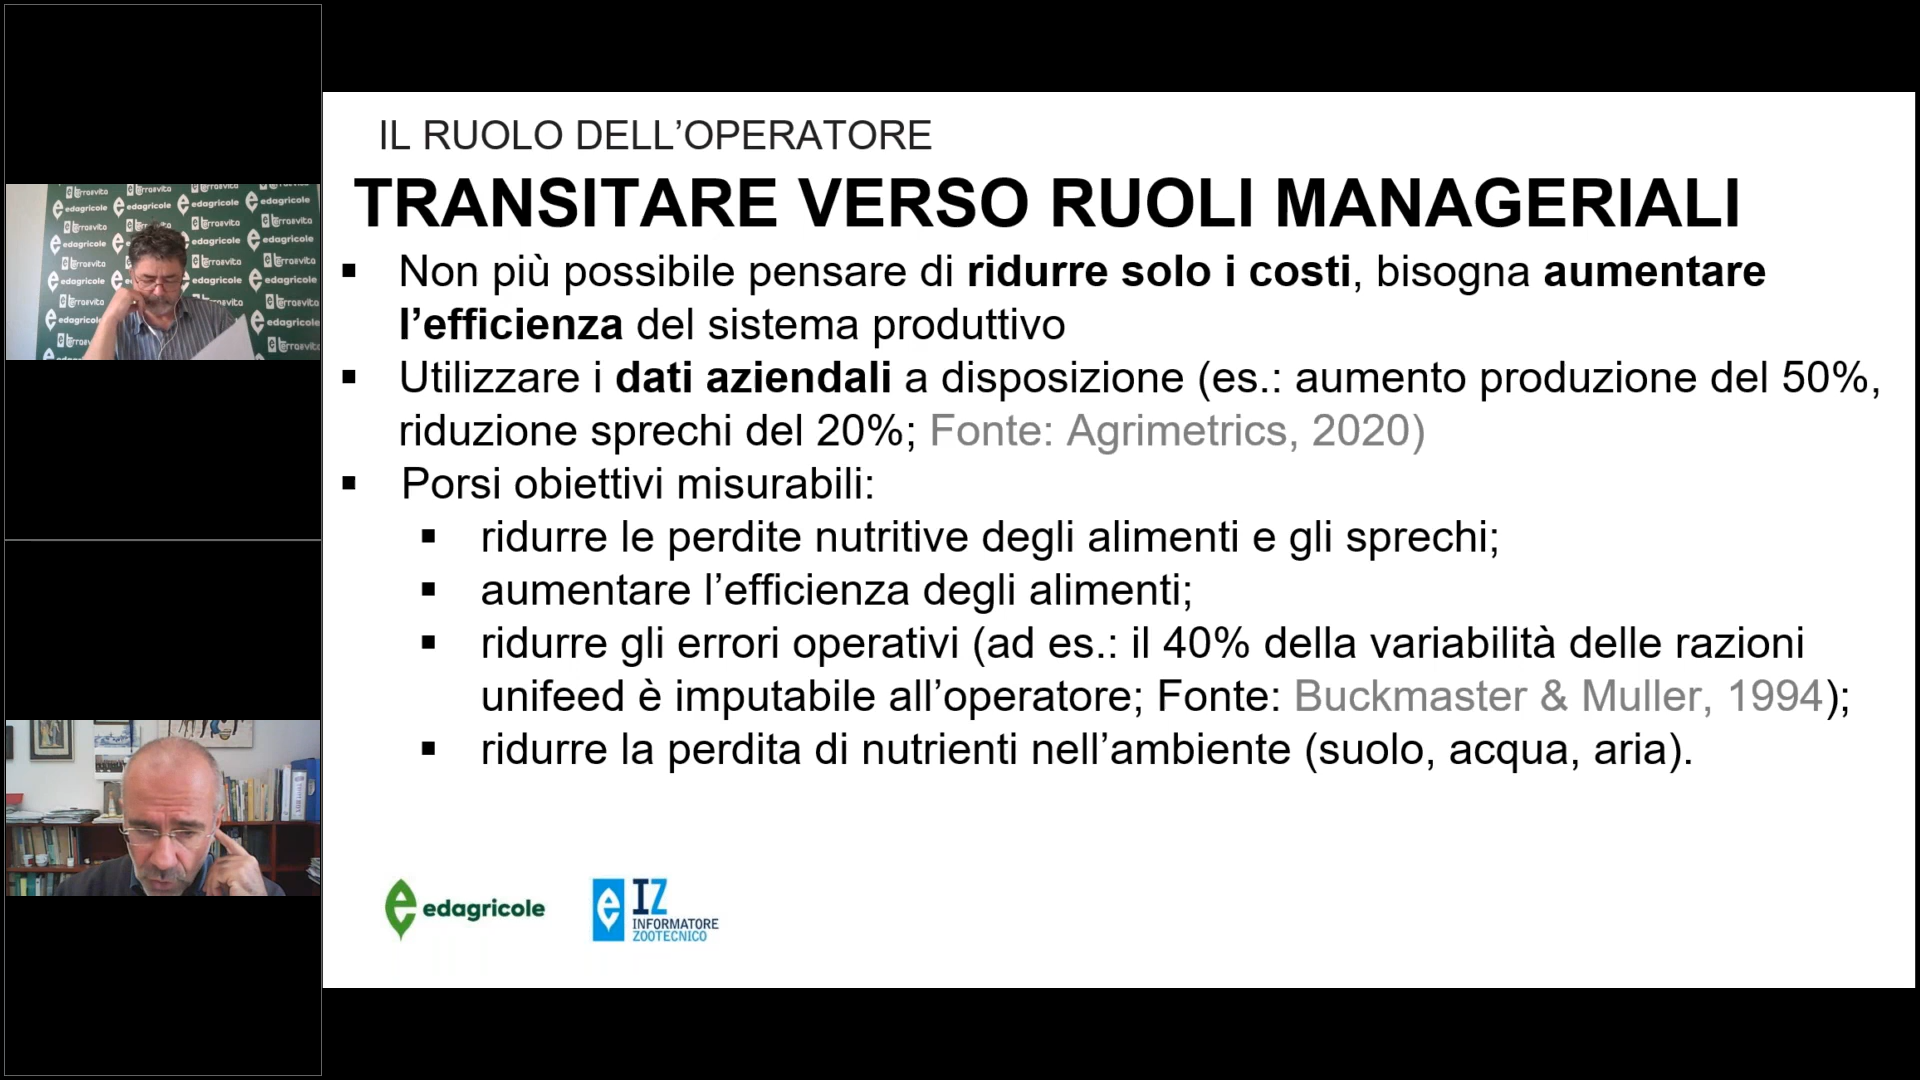 IL RUOLO DELL’OPERATORE
TRANSITARE VERSO RUOLI MANAGERIALI
▪ Non più possibile pensare di ridurre solo i costi, bisogna aumentare
l’efficienza del sistema produttivo
▪ Utilizzare i dati aziendali a disposizione (es.: aumento produzione del 50%,
riduzione sprechi del 20%; Fonte: Agrimetrics, 2020)
▪ Porsi obiettivi misurabili:
▪ ridurre le perdite nutritive degli alimenti e gli sprechi;
▪ aumentare l’efficienza degli alimenti;
▪ ridurre gli errori operativi (ad es.: il 40% della variabilità delle razioni
unifeed è imputabile all’operatore; Fonte: Buckmaster & Muller, 1994);
▪ ridurre la perdita di nutrienti nell’ambiente (suolo, acqua, aria).
edagricole
IZ
INFORMATORE
ZOOTECNICO
terraevita
edagricole